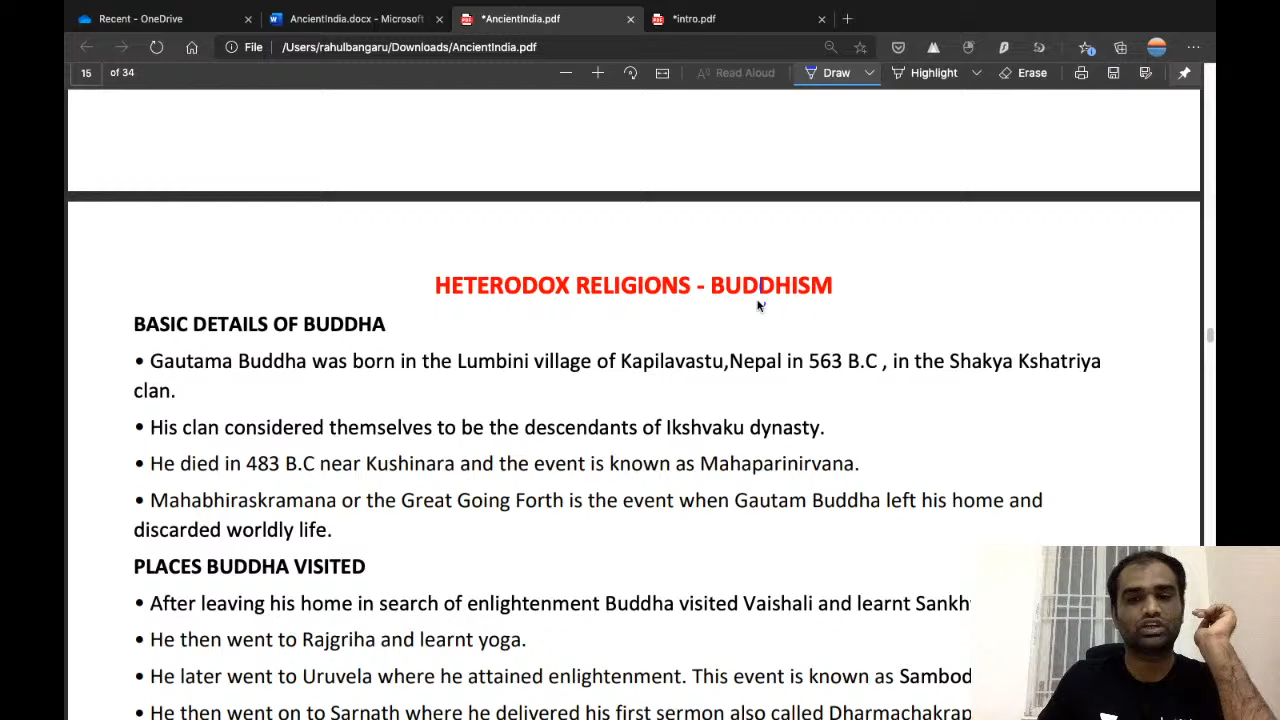 Recent - OneDrive
AncientIndia.docx - Microsoft
*AncientIndia.pdf
*intro.pdf
File
/Users/rahulbangaru/Downloads/AncientIndia.pdf
15 of 34
Read Aloud
Draw
Highlight
Erase
HETERODOX RELIGIONS - BUDDHISM
BASIC DETAILS OF BUDDHA
• Gautama Buddha was born in the Lumbini village of Kapilavastu,Nepal in 563 B.C , in the Shakya Kshatriya
clan.
• His clan considered themselves to be the descendants of Ikshvaku dynasty.
• He died in 483 B.C near Kushinara and the event is known as Mahaparinirvana.
• Mahabhiraskramana or the Great Going Forth is the event when Gautam Buddha left his home and
discarded worldly life.
PLACES BUDDHA VISITED
• After leaving his home in search of enlightenment Buddha visited Vaishali and learnt
• He then went to Rajgriha and learnt yoga.
• He later went to Uruvela where he attained enlightenment. This event is known as
• He then went on to Sarnath where he delivered his first sermon also called